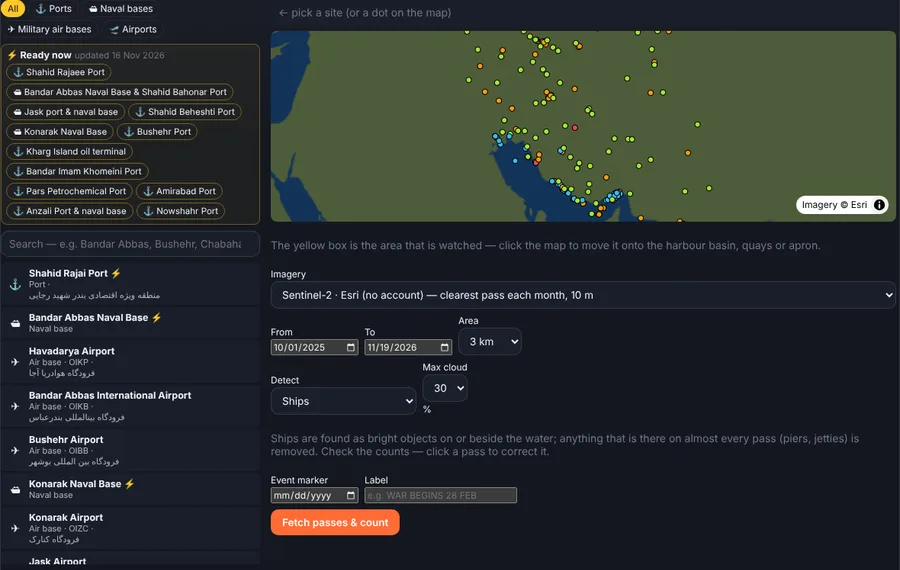 All
Ports
Naval bases
Military air bases
Airports
Ready now updated 16 Nov 2026
Shahid Rajaee Port
Bandar Abbas Naval Base & Shahid Bahonar Port
Jask port & naval base
Shahid Beheshti Port
Konarak Naval Base
Bushehr Port
Kharg Island oil terminal
Bandar Imam Khomeini Port
Pars Petrochemical Port
Amirabad Port
Anzali Port & naval base
Nowshahr Port
Search — e.g. Bandar Abbas, Bushehr, Chabaha
Shahid Rajai Port
Port ·
منطقه ویژه اقتصادی بندر شهید رجایی
Bandar Abbas Naval Base
Naval base
Havadarya Airport
Air base · OIKP ·
فرودگاه هوادریا آجا
Bandar Abbas International Airport
Air base · OIKB ·
فرودگاه بینالمللی بندرعباس
Bushehr Airport
Air base · OIBB ·
فرودگاه بین المللی بوشهر
Konarak Naval Base
Naval base
Konarak Airport
Air base · OIZC ·
فرودگاه کنارک
Jask Airport
← pick a site (or a dot on the map)
Imagery © Esri
The yellow box is the area that is watched — click the map to move it onto the harbour basin, quays or apron.
Imagery
Sentinel-2 · Esri (no account) — clearest pass each month, 10 m
From
To
Area
10/01/2025
11/19/2026
3 km
Detect
Max cloud
Ships
30
%
Ships are found as bright objects on or beside the water; anything that is there on almost every pass (piers, jetties) is
removed. Check the counts — click a pass to correct it.
Event marker
Label
mm/dd/yyyy
e.g. WAR BEGINS 28 FEB
Fetch passes & count